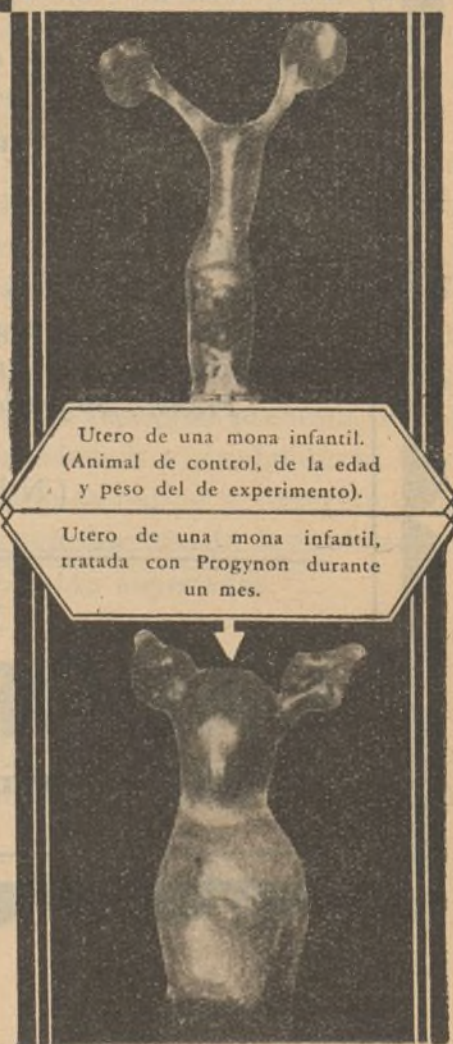 Utero de una mona infantil.
(Animal de control, de la edad
y peso del de experimento).
Utero de una mona infantil,
tratada con Progynon durante
un mes.